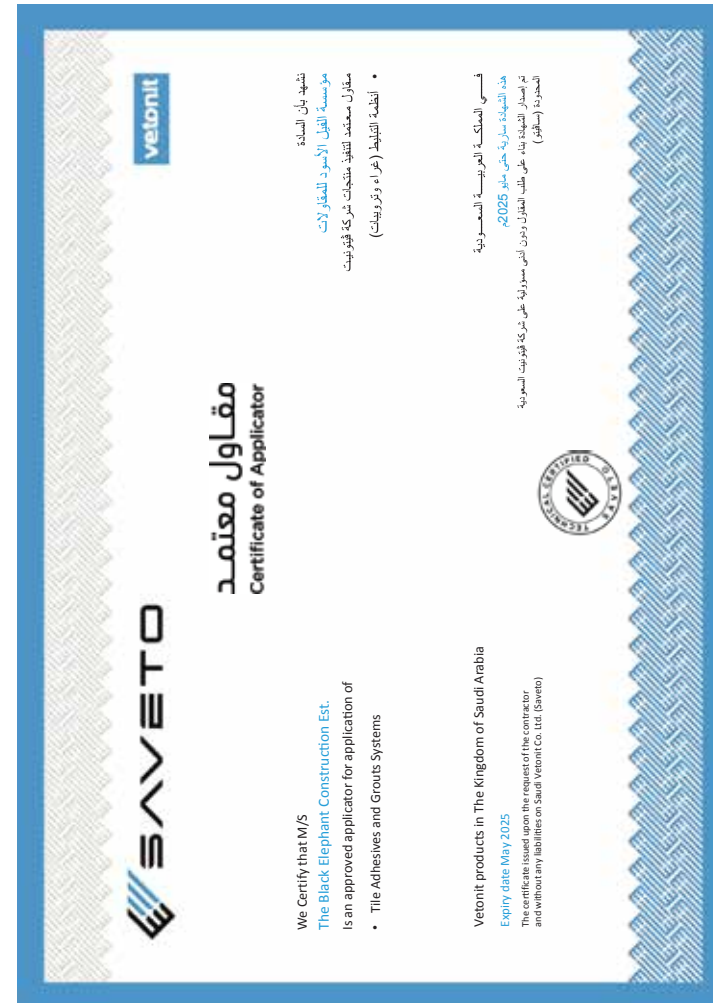 SAVETO
vetonit
مقاول معتمد
Certificate of Applicator
We Certify that M/S
The Black Elephant Construction Est.
Is an approved applicator for application of
• Tile Adhesives and Grouts Systems
Vetonit products in The Kingdom of Saudi Arabia
Expiry date May 2025
The certificate issued upon the request of the contractor
and without any liabilities on Saudi Vetonit Co. Ltd. (Saveto)
نشهد بأن السادة
مؤسسة الفيل الأسود للمقاولات
مقاول معتمد لتنفيذ منتجات شركة ڤيتونيت
• أنظمة التبليط (غراء وترويبات)
في المملكة العربية السعودية
هذه الشهادة سارية حتى مايو 2025م
تم إصدار الشهادة بناء على طلب المقاول ودون أدنى مسؤولية على شركة ڤيتونيت السعودية
المحدودة (ساڤيتو)
TECHNICAL CERTIFIED
SAVETO